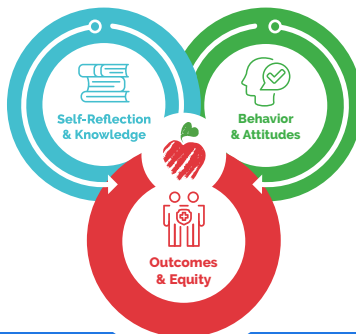 Self-Reflection
& Knowledge
Behavior
& Attitudes
Outcomes
& Equity